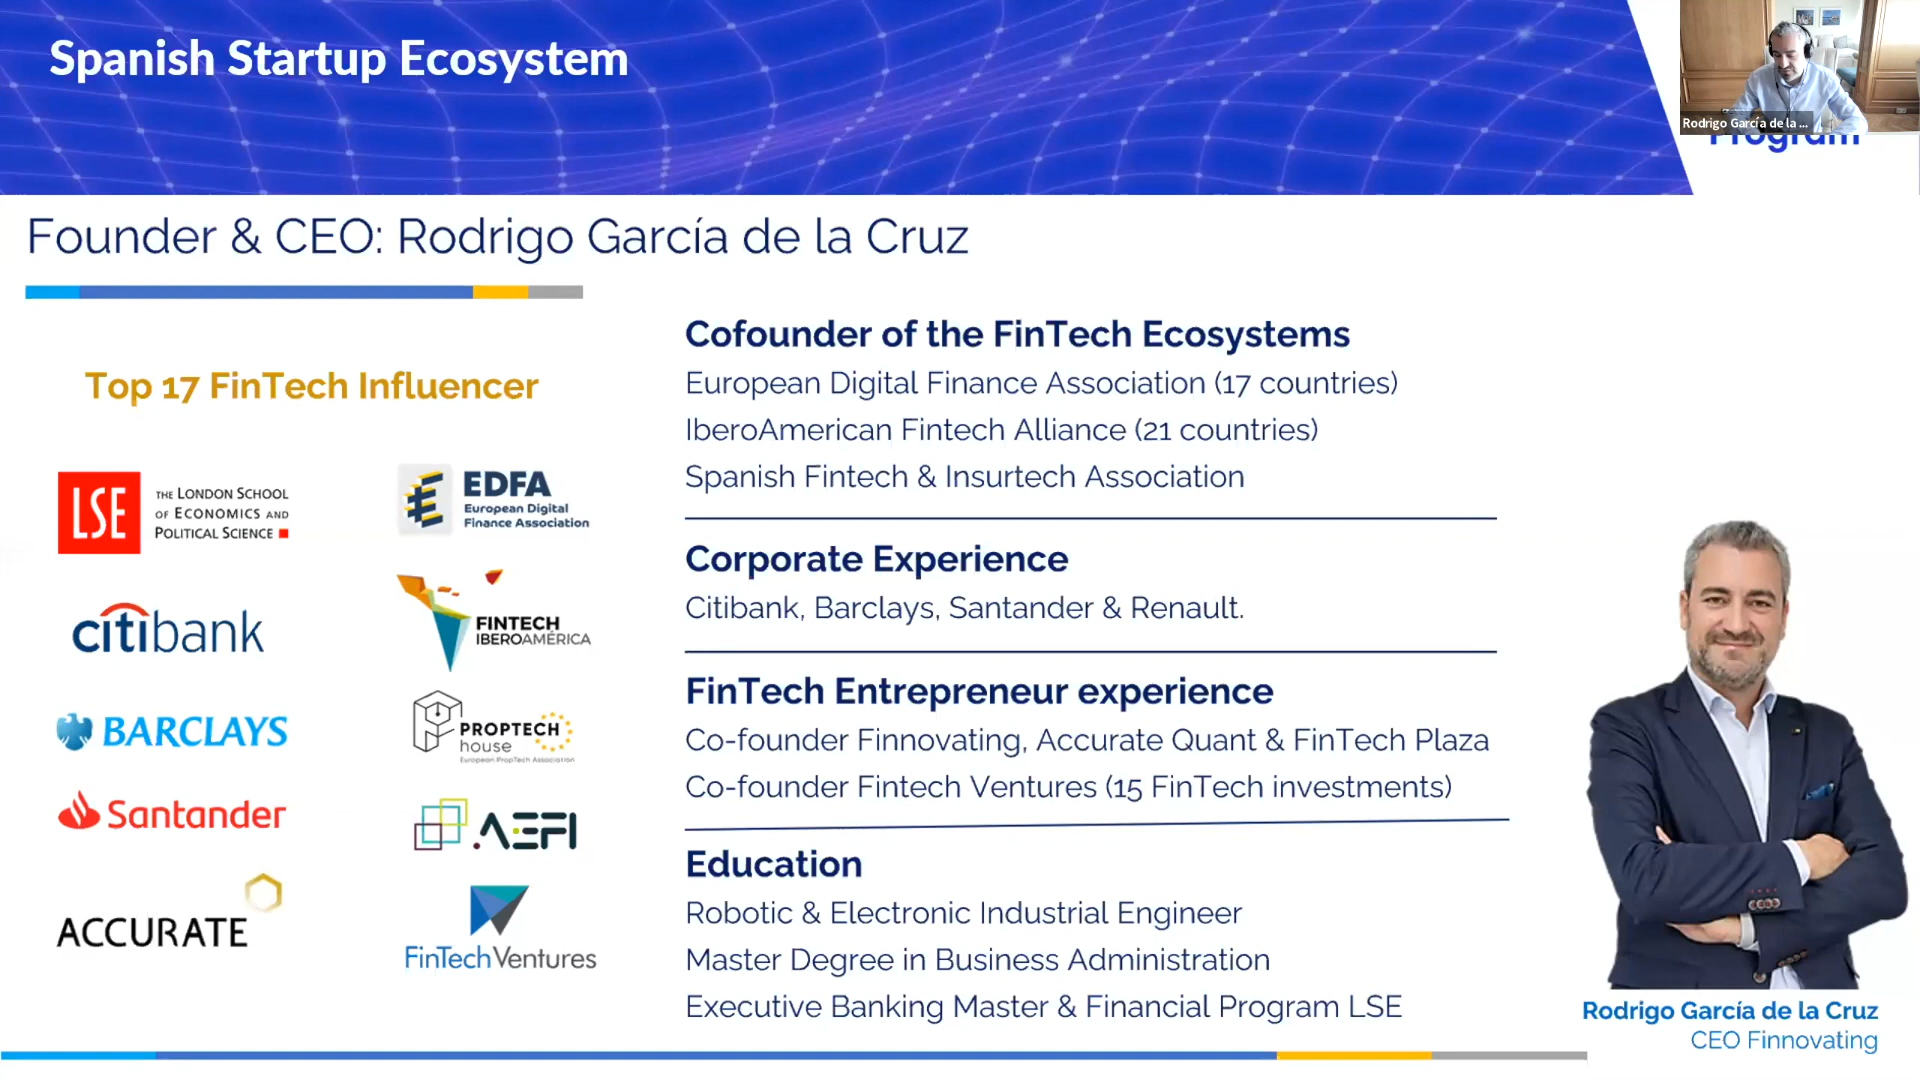 Spanish Startup Ecosystem
Rodrigo García de la ...
Program
Founder & CEO: Rodrigo García de la Cruz
Top 17 FinTech Influencer
LSE
THE LONDON SCHOOL
OF ECONOMICS AND
POLITICAL SCIENCE
EDFA
European Digital
Finance Association
citibank
FINTECH
IBEROAMÉRICA
BARCLAYS
PROPTECH
house
European PropTech Association
Santander
AEFI
ACCURATE
FinTechVentures
Cofounder of the FinTech Ecosystems
European Digital Finance Association (17 countries)
IberoAmerican Fintech Alliance (21 countries)
Spanish Fintech & Insurtech Association
Corporate Experience
Citibank, Barclays, Santander & Renault.
FinTech Entrepreneur experience
Co-founder Finnovating, Accurate Quant & FinTech Plaza
Co-founder Fintech Ventures (15 FinTech investments)
Education
Robotic & Electronic Industrial Engineer
Master Degree in Business Administration
Executive Banking Master & Financial Program LSE
Rodrigo García de la Cruz
CEO Finnovating